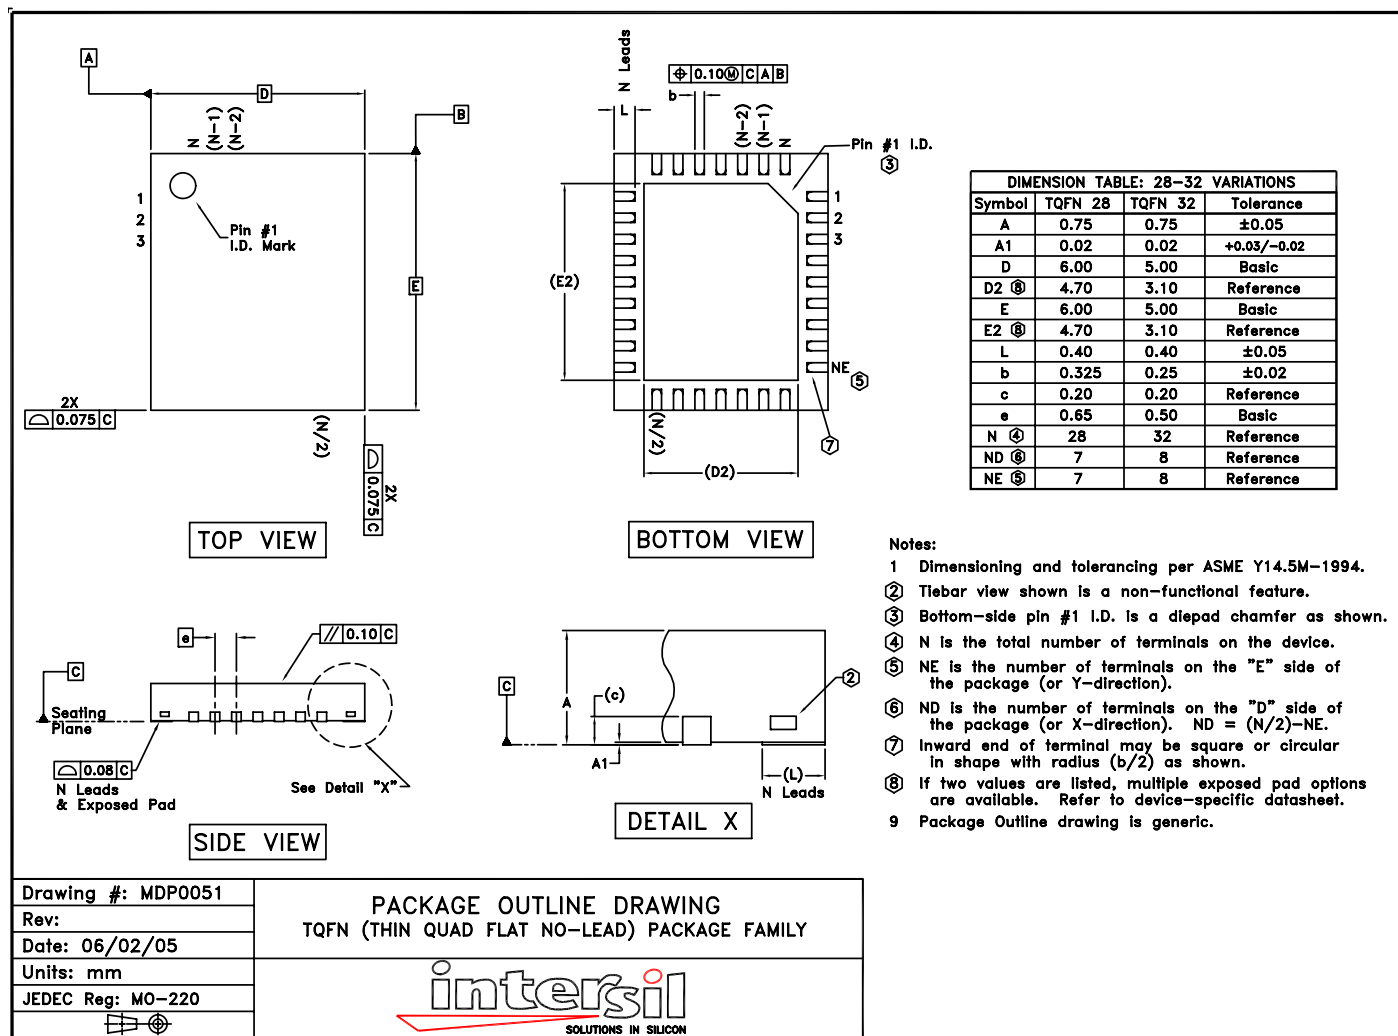 A
D
B
N
(N-1)
(N-2)
1
2
3
Pin #1
I.D. Mark
E
2X
0.075 C
(N/2)
2X
0.075 C
TOP VIEW
N Leads
L
0.10Ⓜ C A B
b
(N-2)
(N-1)
N
Pin #1 I.D.
3
1
2
3
(E2)
NE
5
7
(N/2)
(D2)
BOTTOM VIEW
DIMENSION TABLE: 28-32 VARIATIONS
Symbol TQFN 28 TQFN 32 Tolerance
A 0.75 0.75 ±0.05
A1 0.02 0.02 +0.03/-0.02
D 6.00 5.00 Basic
D2 8 4.70 3.10 Reference
E 6.00 5.00 Basic
E2 8 4.70 3.10 Reference
L 0.40 0.40 ±0.05
b 0.325 0.25 ±0.02
c 0.20 0.20 Reference
e 0.65 0.50 Basic
N 4 28 32 Reference
ND 6 7 8 Reference
NE 5 7 8 Reference
Notes:
1 Dimensioning and tolerancing per ASME Y14.5M-1994.
2 Tiebar view shown is a non-functional feature.
3 Bottom-side pin #1 I.D. is a diepad chamfer as shown.
4 N is the total number of terminals on the device.
5 NE is the number of terminals on the "E" side of
the package (or Y-direction).
6 ND is the number of terminals on the "D" side of
the package (or X-direction). ND = (N/2)-NE.
7 Inward end of terminal may be square or circular
in shape with radius (b/2) as shown.
8 If two values are listed, multiple exposed pad options
are available. Refer to device-specific datasheet.
9 Package Outline drawing is generic.
e
// 0.10 C
C
Seating
Plane
0.08 C
N Leads
& Exposed Pad
See Detail "X"
SIDE VIEW
C
A
(c)
A1
2
(L)
N Leads
DETAIL X
Drawing #: MDP0051
Rev:
Date: 06/02/05
Units: mm
JEDEC Reg: MO-220
PACKAGE OUTLINE DRAWING
TQFN (THIN QUAD FLAT NO-LEAD) PACKAGE FAMILY
intersil
SOLUTIONS IN SILICON